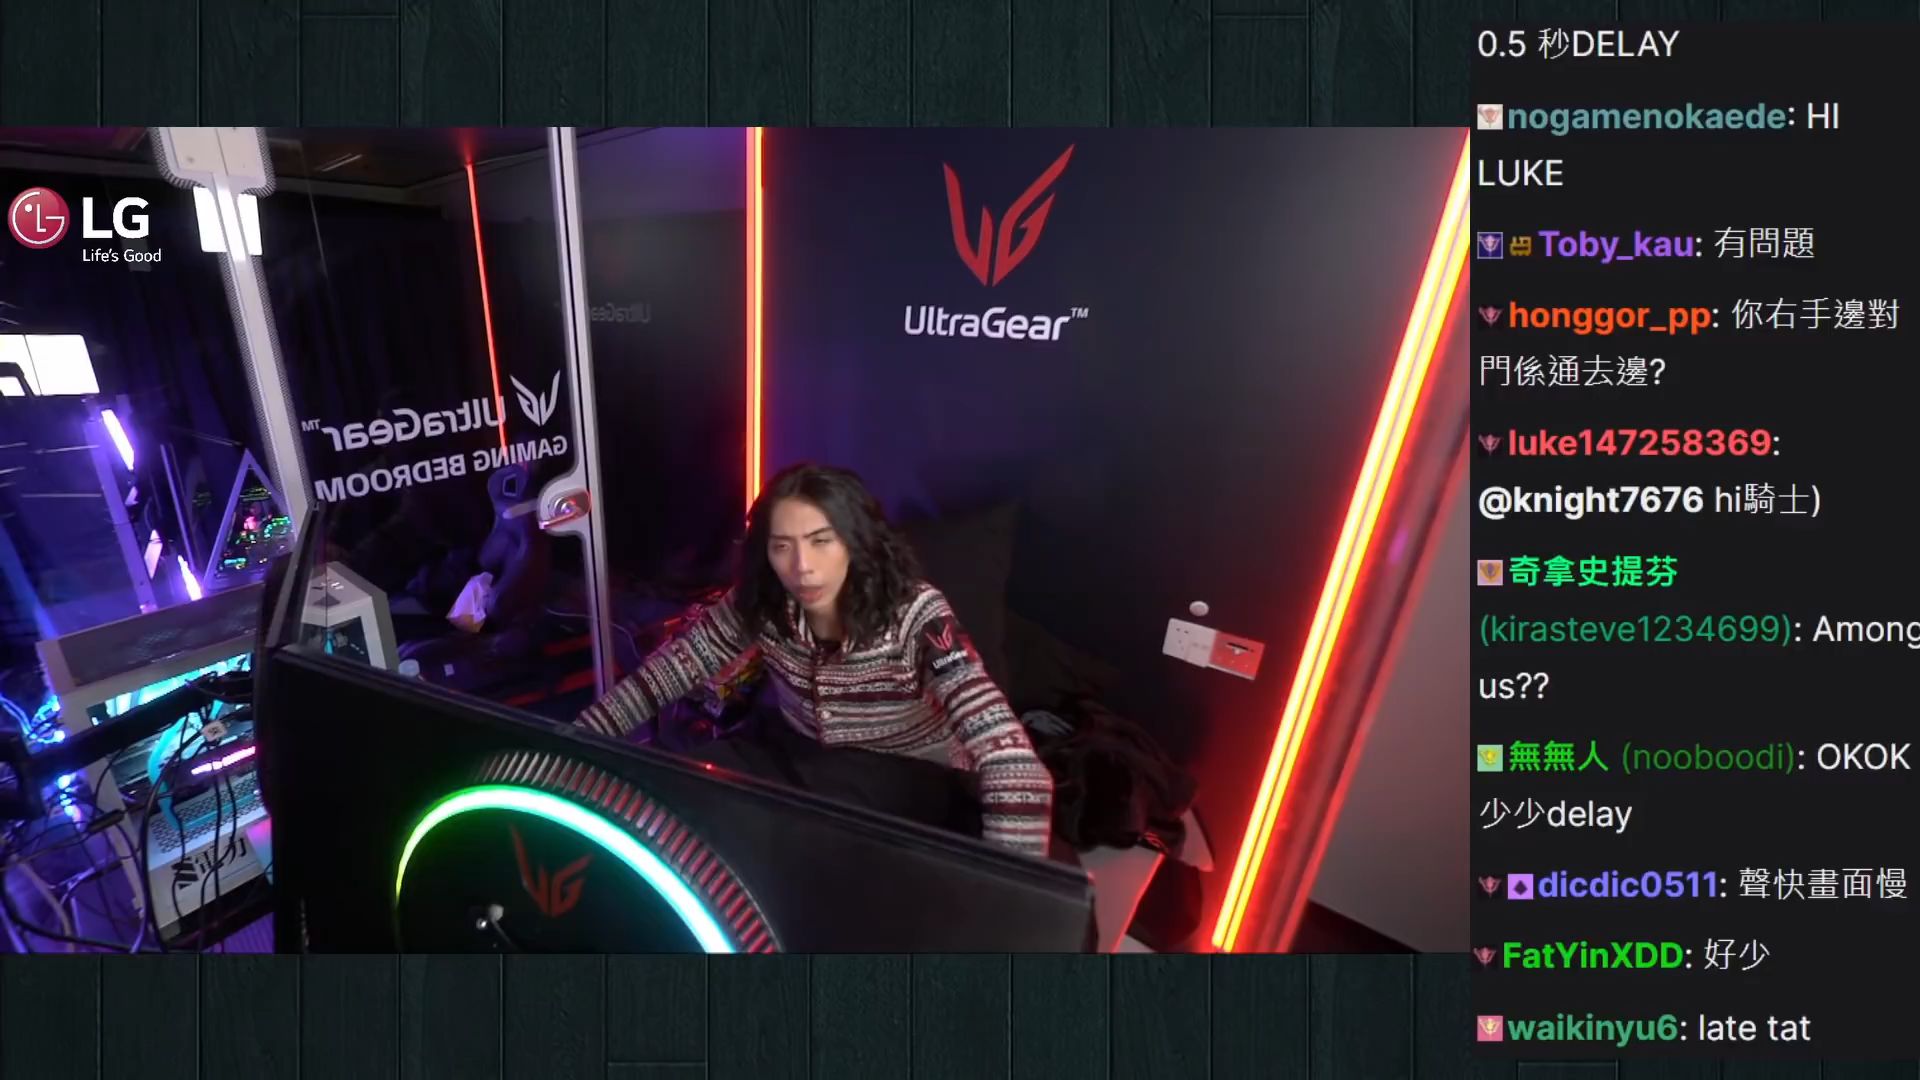 LG
Life's Good
UltraGear™
UltraGear
UltraGear™
GAMING BEDROOM
UltraGear
0.5 秒DELAY
nogamenokaede: HI
LUKE
Toby_kau: 有問題
honggor_pp: 你右手邊對
門係通去邊?
luke147258369:
@knight7676 hi騎士)
奇拿史提芬
(kirasteve1234699): Among
us??
無無人 (nooboodi): OKOK
少少delay
dicdic0511: 聲快畫面慢
FatYinXDD: 好少
waikinyu6: late tat